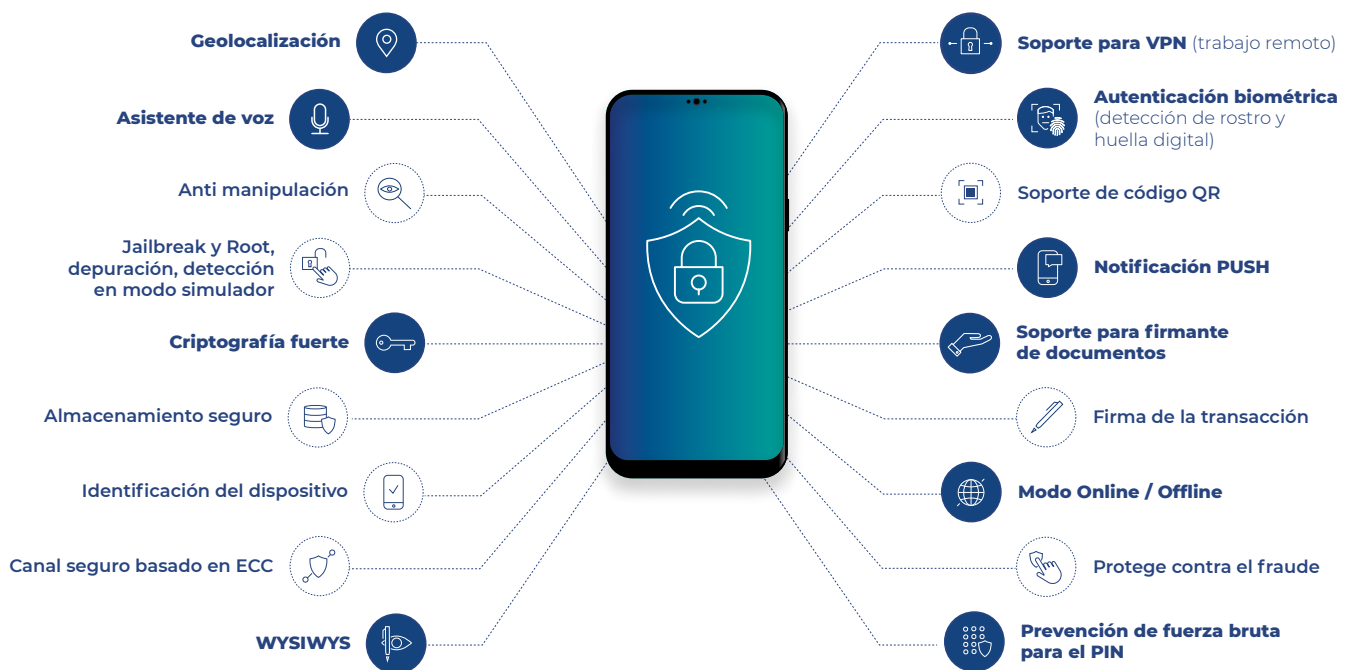 Geolocalización
Asistente de voz
Anti manipulación
Jailbreak y Root,
depuración, detección
en modo simulador
Criptografía fuerte
Almacenamiento seguro
Identificación del dispositivo
Canal seguro basado en ECC
WYSIWYS
Soporte para VPN (trabajo remoto)
Autenticación biométrica
(detección de rostro y
huella digital)
Soporte de código QR
Notificación PUSH
Soporte para firmante
de documentos
Firma de la transacción
Modo Online / Offline
Protege contra el fraude
Prevención de fuerza bruta
para el PIN